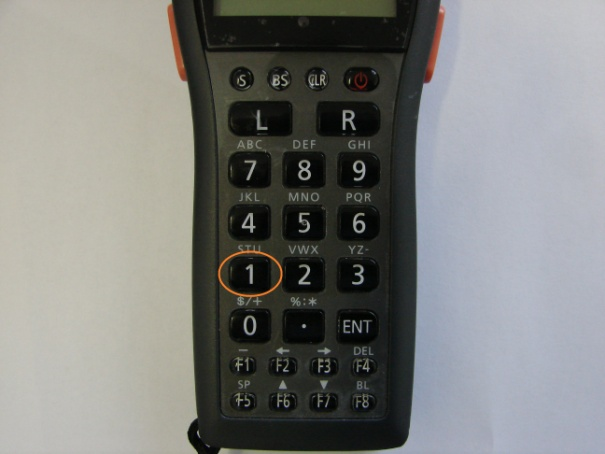 S BS CLR
L R
ABC DEF GHI
7 8 9
JKL MNO PQR
4 5 6
STU VWX YZ-
1 2 3
$/+ %:*
0 . ENT
− ← → DEL
F1 F2 F3 F4
SP ▲ ▼ BL
F5 F6 F7 F8